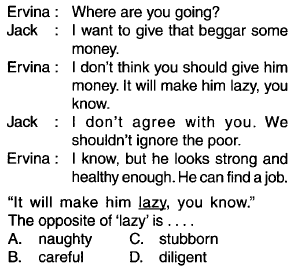 Ervina : Where are you going?
Jack : I want to give that beggar some
money.
Ervina : I don't think you should give him
money. It will make him lazy, you
know.
Jack : I don't agree with you. We
shouldn't ignore the poor.
Ervina : I know, but he looks strong and
healthy enough. He can find a job.
"It will make him lazy, you know."
The opposite of 'lazy' is . . . .
A. naughty C. stubborn
B. careful D. diligent